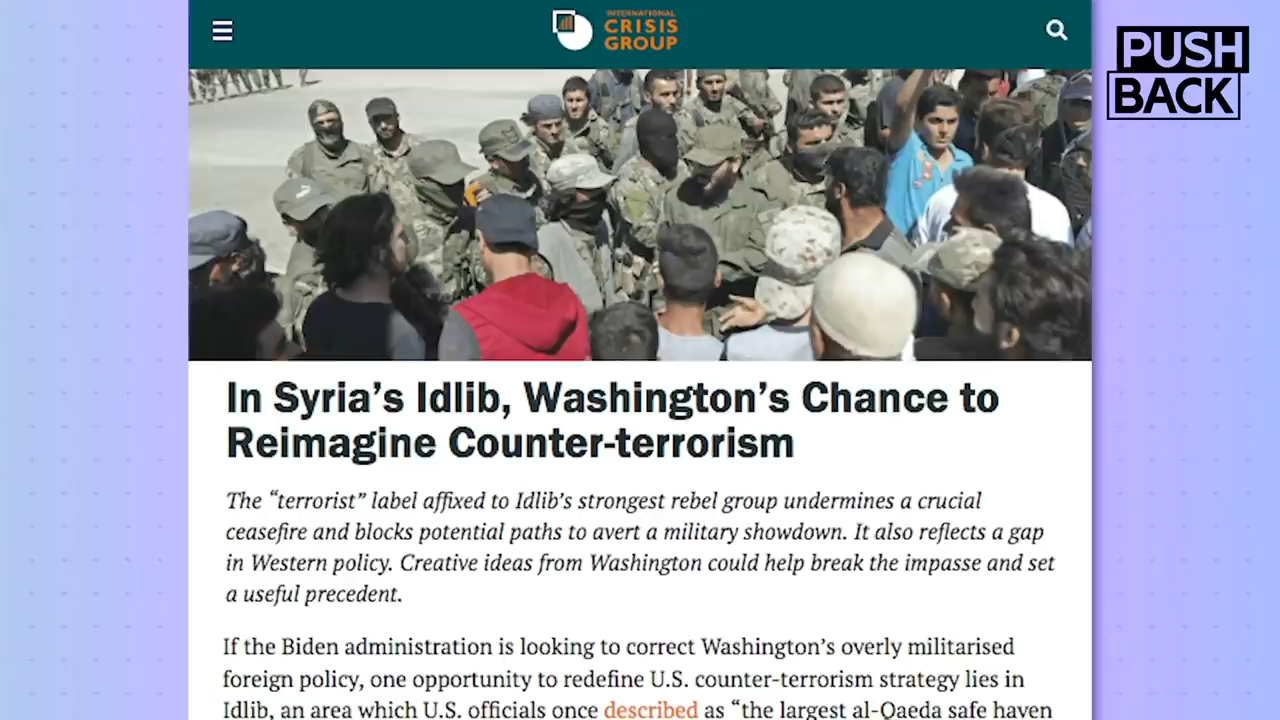 INTERNATIONAL
CRISIS
GROUP
PUSH
BACK
In Syria's Idlib, Washington's Chance to
Reimagine Counter-terrorism
The “terrorist” label affixed to Idlib's strongest rebel group undermines a crucial
ceasefire and blocks potential paths to avert a military showdown. It also reflects a gap
in Western policy. Creative ideas from Washington could help break the impasse and set
a useful precedent.
If the Biden administration is looking to correct Washington's overly militarised
foreign policy, one opportunity to redefine U.S. counter-terrorism strategy lies in
Idlib, an area which U.S. officials once described as “the largest al-Qaeda safe haven